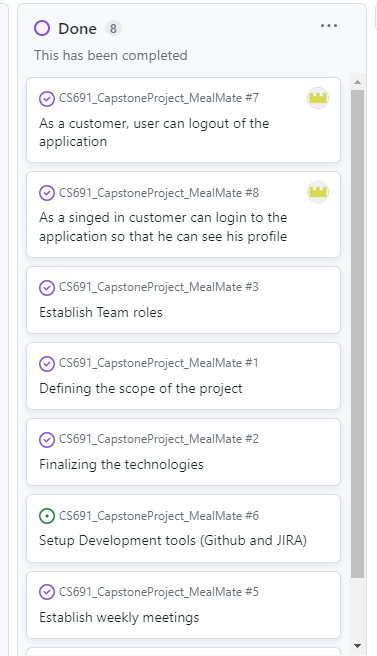 Done 8
This has been completed
CS691_CapstoneProject_MealMate #7
As a customer, user can logout of the
application
CS691_CapstoneProject_MealMate #8
As a singed in customer can login to the
application so that he can see his profile
CS691_CapstoneProject_MealMate #3
Establish Team roles
CS691_CapstoneProject_MealMate #1
Defining the scope of the project
CS691_CapstoneProject_MealMate #2
Finalizing the technologies
CS691_CapstoneProject_MealMate #6
Setup Development tools (Github and JIRA)
CS691_CapstoneProject_MealMate #5
Establish weekly meetings